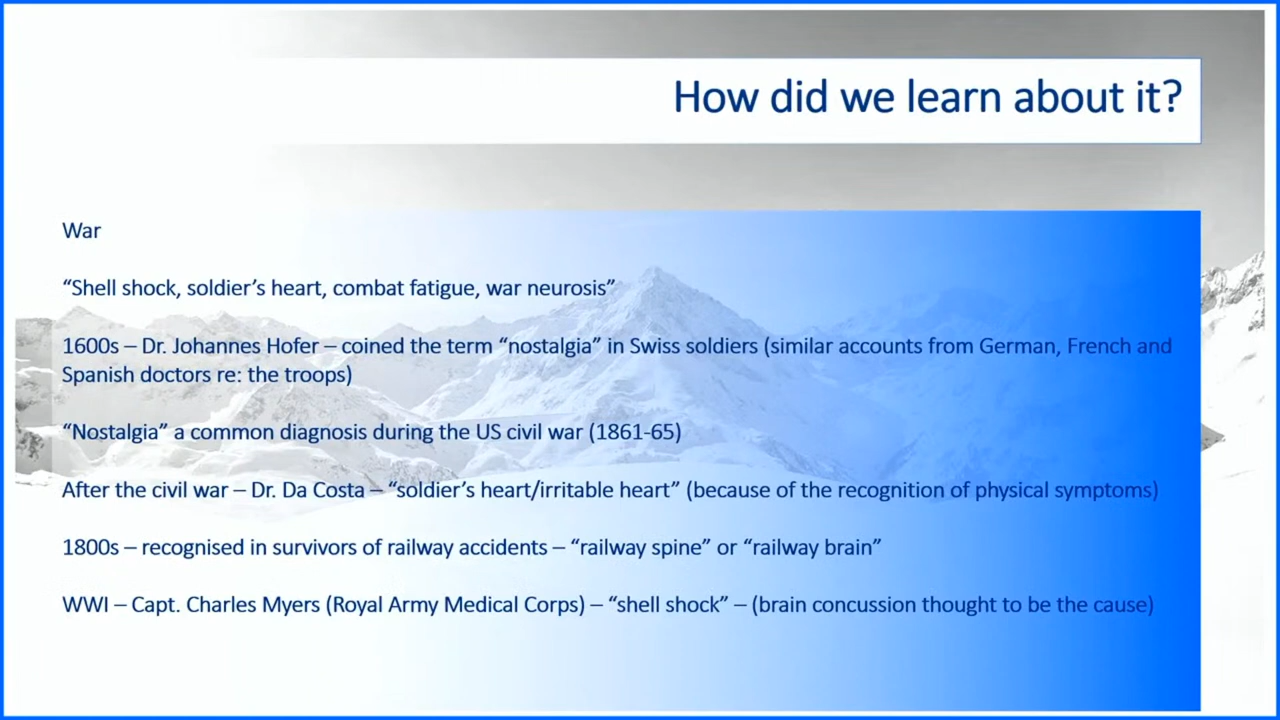 How did we learn about it?
War
“Shell shock, soldier’s heart, combat fatigue, war neurosis”
1600s – Dr. Johannes Hofer – coined the term “nostalgia” in Swiss soldiers (similar accounts from German, French and
Spanish doctors re: the troops)
“Nostalgia” a common diagnosis during the US civil war (1861-65)
After the civil war – Dr. Da Costa – “soldier’s heart/irritable heart” (because of the recognition of physical symptoms)
1800s – recognised in survivors of railway accidents – “railway spine” or “railway brain”
WWI – Capt. Charles Myers (Royal Army Medical Corps) – “shell shock” – (brain concussion thought to be the cause)